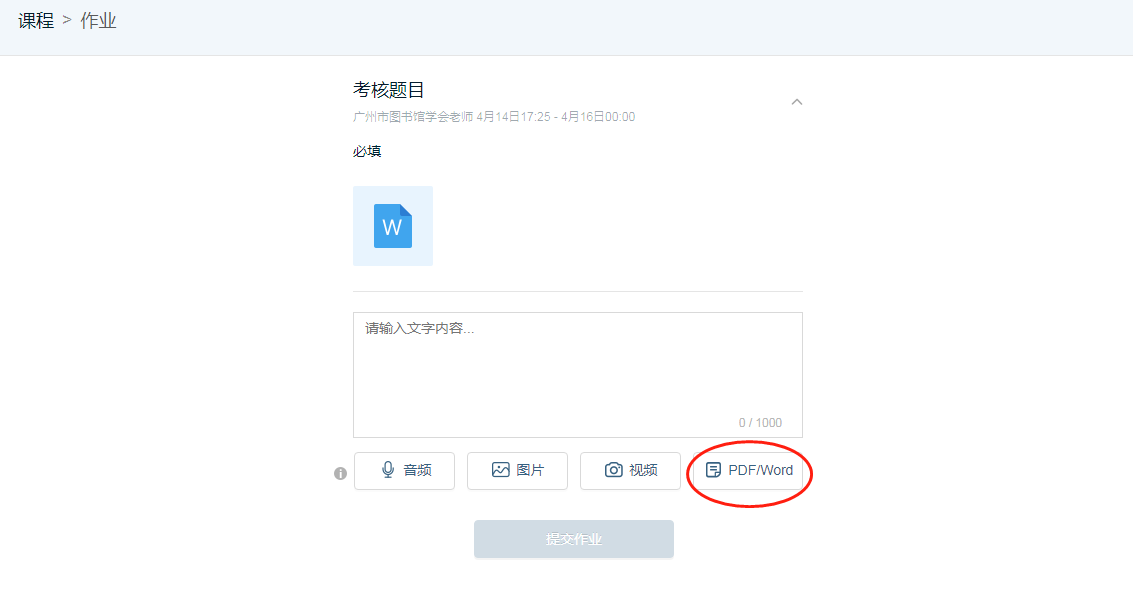 课程 > 作业
考核题目
广州市图书馆学会老师 4月14日17:25 - 4月16日00:00
必填
W
请输入文字内容...
0 / 1000
音频 图片 视频 PDF/Word
提交作业